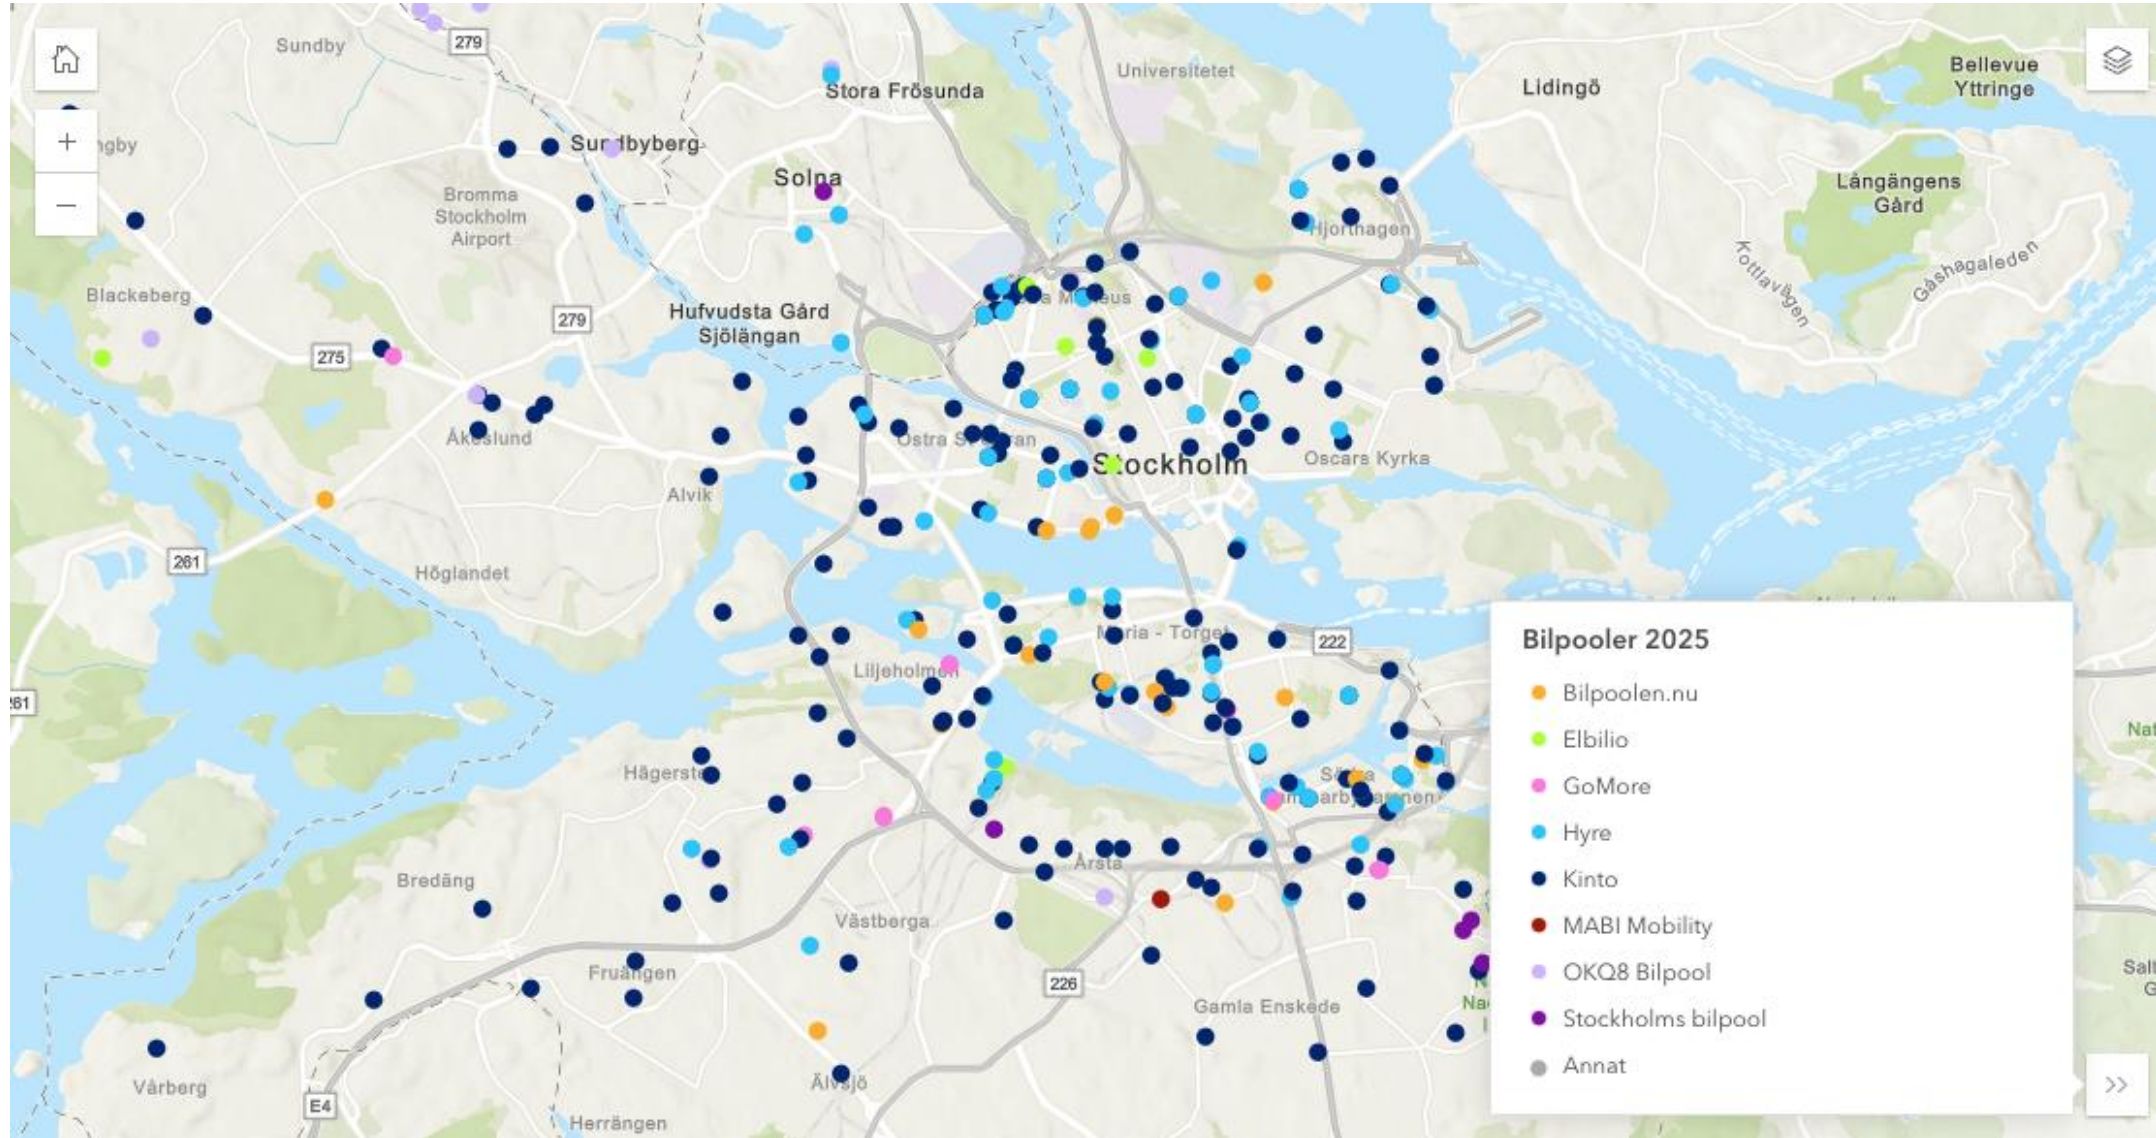 279
Sundby
Universitetet
Stora Frösunda
Lidingö
Bellevue
Yttringe
+
Sundbyberg
Solna
Bromma
Stockholm
Airport
Långängens
Gård
−
Hjorthagen
Kottlavägen
Gåshagaleden
Blackeberg
279
Hufvudsta Gård
Sjölängan
275
Åkeslund
Stockholm
Oscars Kyrka
Alvik
261
Höglandet
Maria - Torget
222
Liljeholmen
Bilpooler 2025
Bilpoolen.nu
Elbilio
GoMore
Hyre
Kinto
MABI Mobility
OKQ8 Bilpool
Stockholms bilpool
Annat
Årsta
Bredäng
Västberga
Fruängen
226
Gamla Enskede
Vårberg
Älvsjö
E4
Herrängen
>>